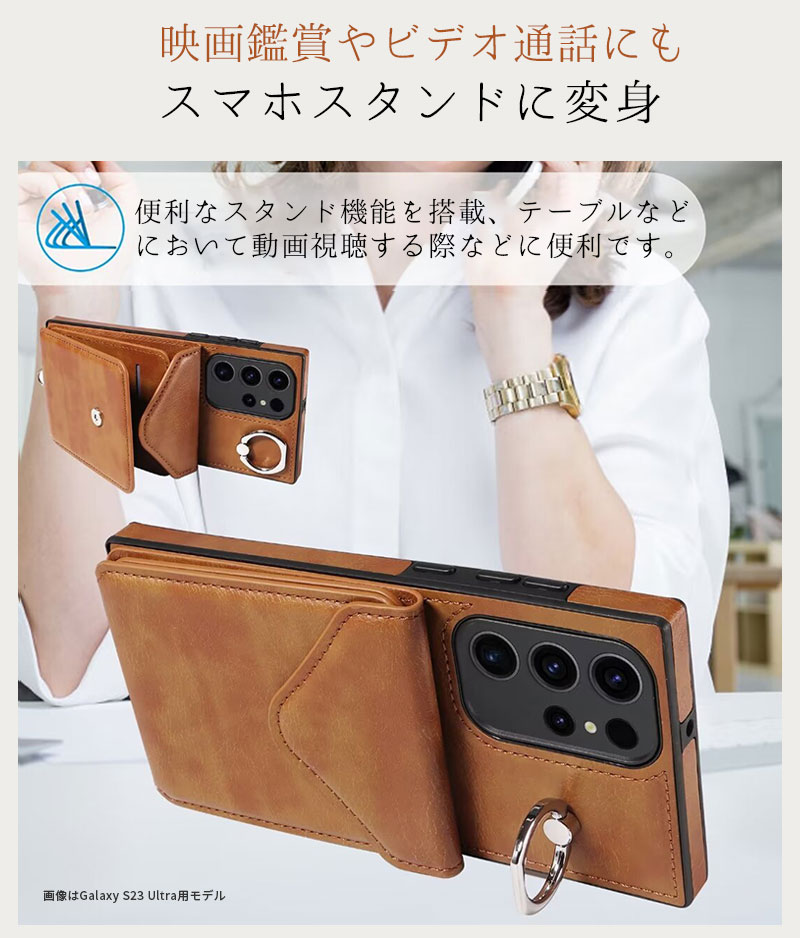 映画鑑賞やビデオ通話にも
スマホスタンドに変身
便利なスタンド機能を搭載、テーブルなど
において動画視聴する際などに便利です。
画像はGalaxy S23 Ultra用モデル